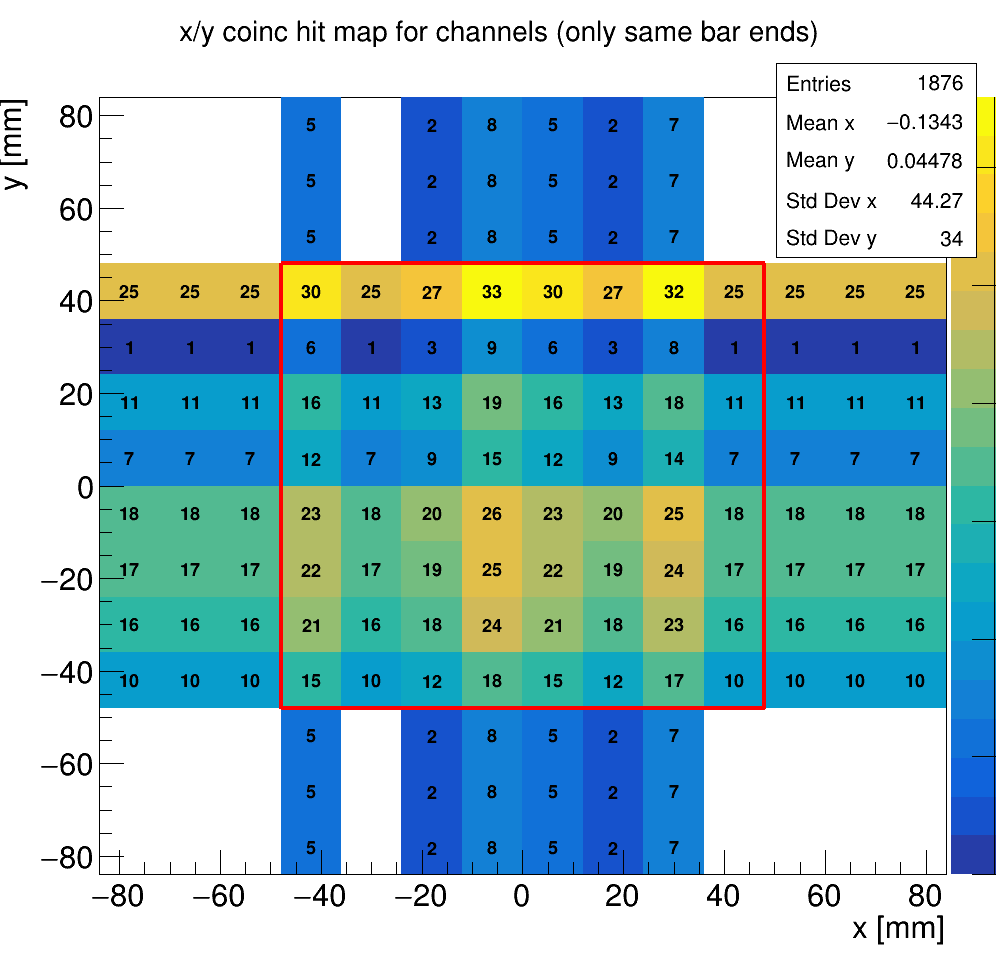 x/y coinc hit map for channels (only same bar ends)
Entries 1876
Mean x −0.1343
Mean y 0.04478
Std Dev x 44.27
Std Dev y 34
y [mm]
80 5 2 8 5 2 7
5 2 8 5 2 7
60
5 2 8 5 2 7
40 25 25 25 30 25 27 33 30 27 32 25 25 25 25
1 1 1 6 1 3 9 6 3 8 1 1 1 1
20 11 11 11 16 11 13 19 16 13 18 11 11 11 11
7 7 7 12 7 9 15 12 9 14 7 7 7 7
0
18 18 18 23 18 20 26 23 20 25 18 18 18 18
−20 17 17 17 22 17 19 25 22 19 24 17 17 17 17
16 16 16 21 16 18 24 21 18 23 16 16 16 16
−40 10 10 10 15 10 12 18 15 12 17 10 10 10 10
5 2 8 5 2 7
−60
5 2 8 5 2 7
−80 5 2 8 5 2 7
−80 −60 −40 −20 0 20 40 60 80
x [mm]